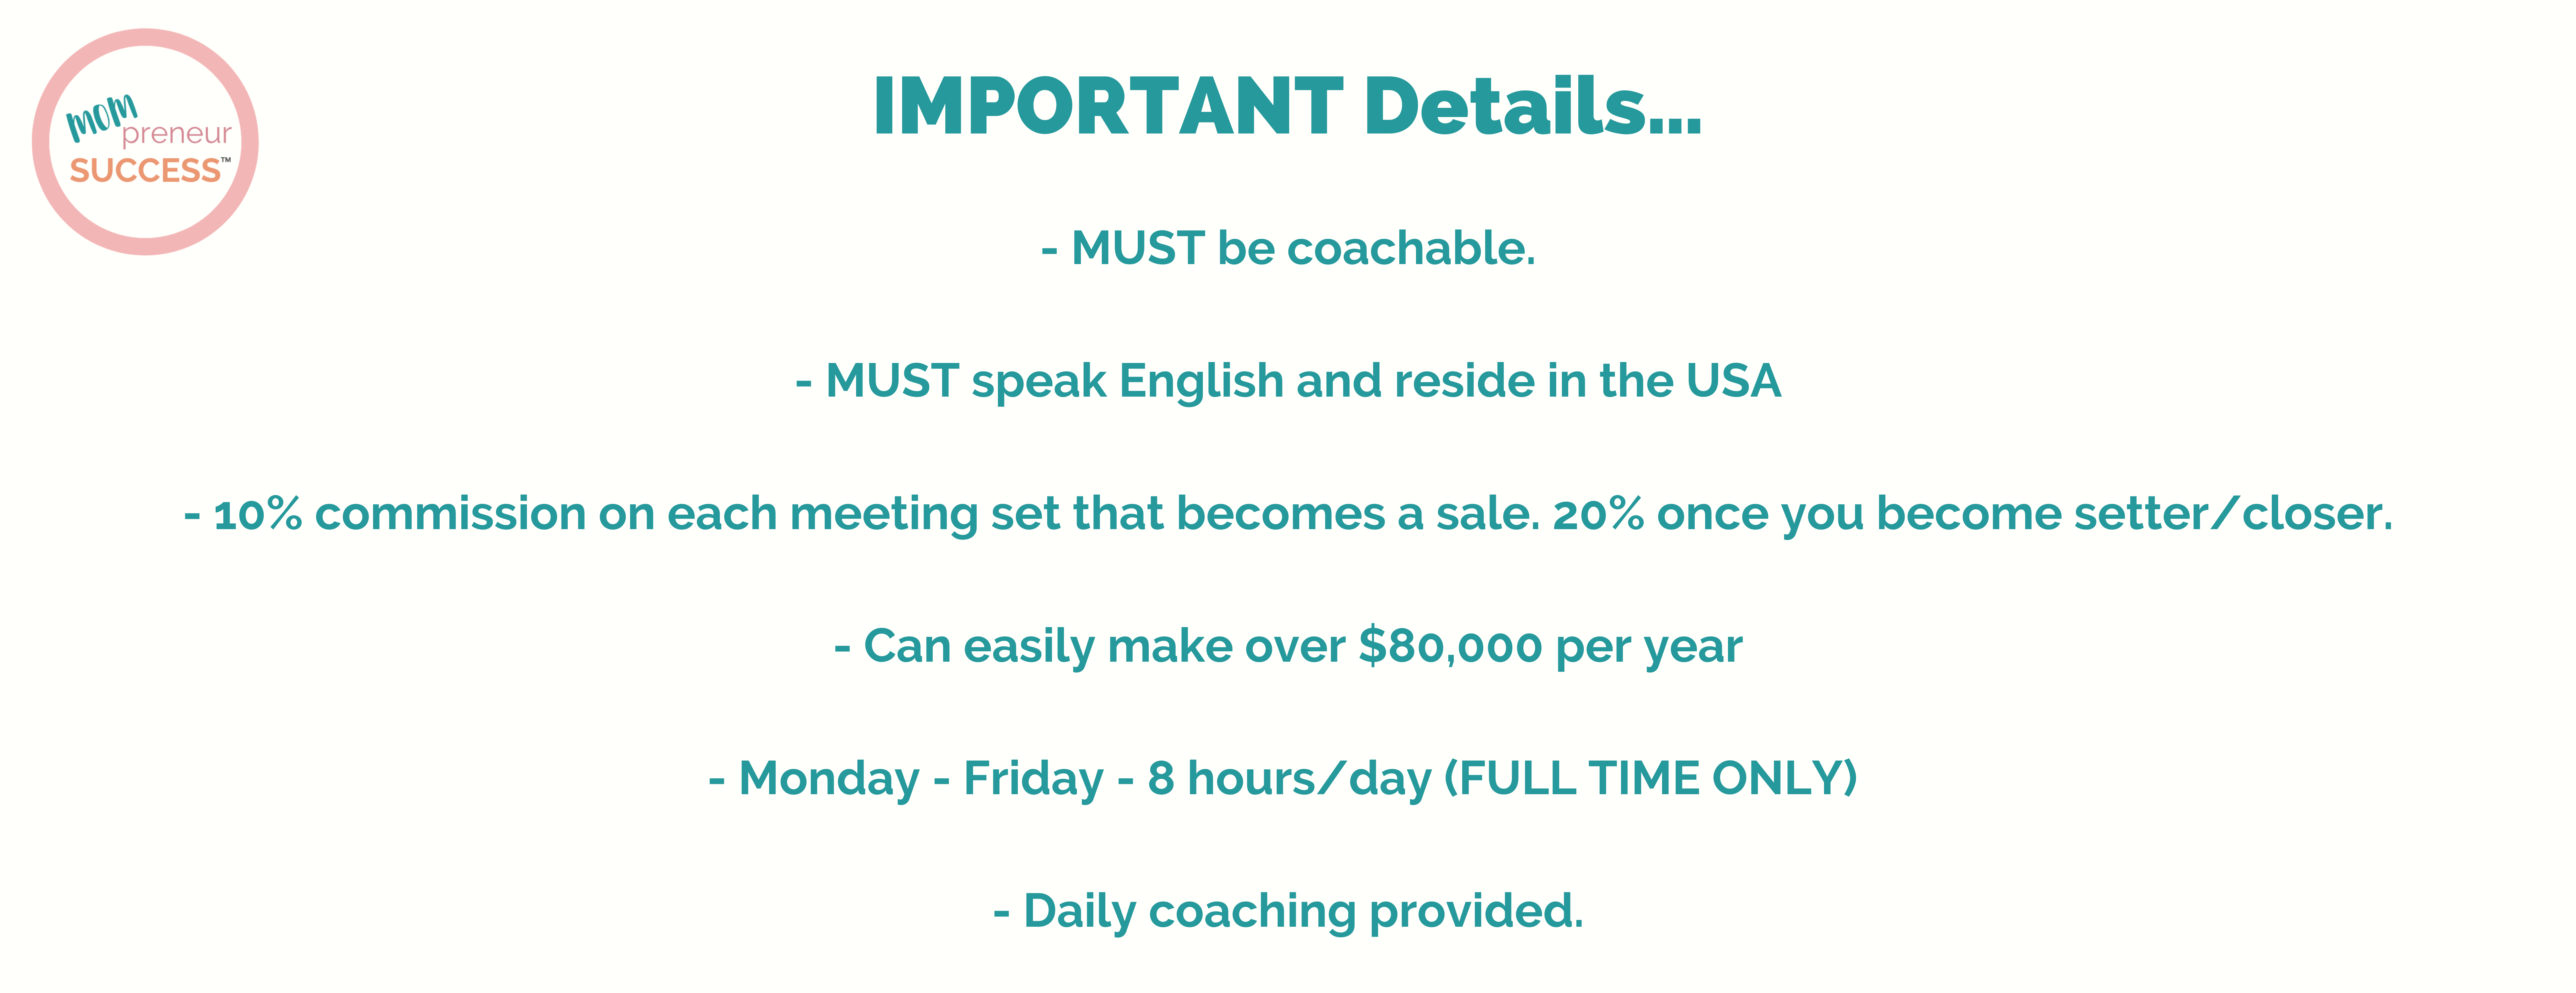 mom
preneur
SUCCESS™
IMPORTANT Details...
- MUST be coachable.
- MUST speak English and reside in the USA
- 10% commission on each meeting set that becomes a sale. 20% once you become setter/closer.
- Can easily make over $80,000 per year
- Monday - Friday - 8 hours/day (FULL TIME ONLY)
- Daily coaching provided.